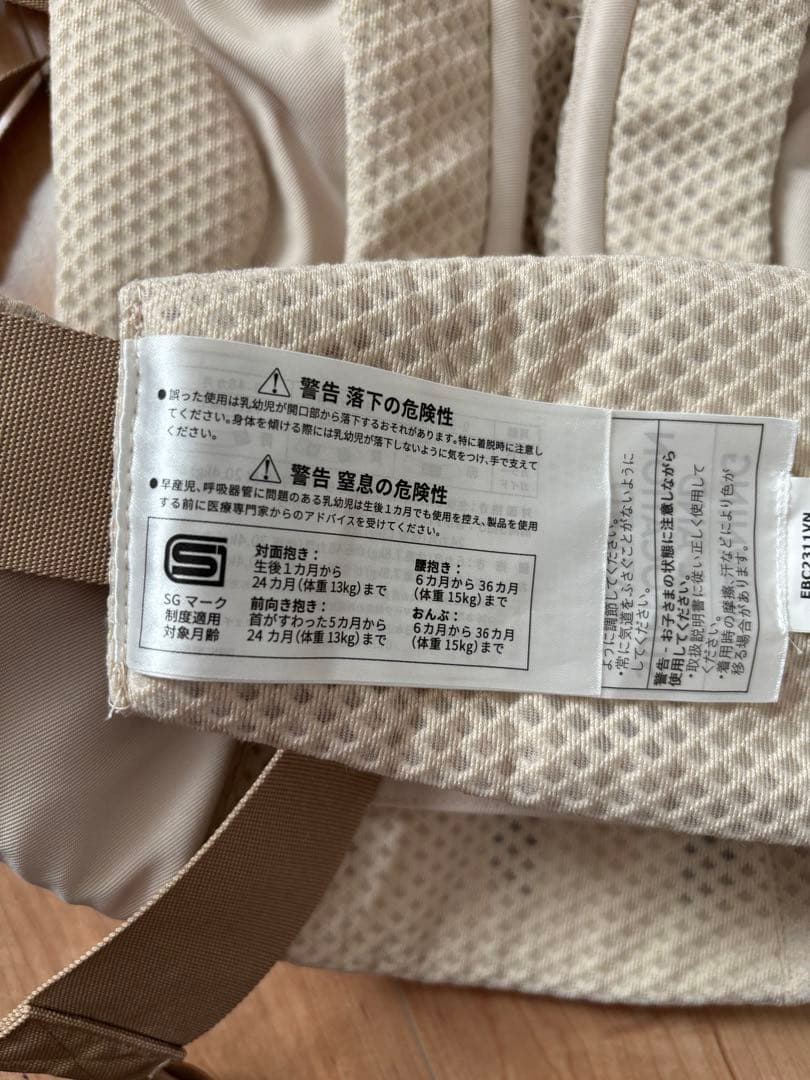 警告 落下の危険性
●誤った使用は乳幼児が開口部から落下するおそれがあります。特に着脱時に注意し
てください。身体を傾ける際には乳幼児が落下しないように気をつけ、手で支えて
ください。
警告 窒息の危険性
●早産児、呼吸器管に問題のある乳幼児は生後1カ月でも使用を控え、製品を使用
する前に医療専門家からのアドバイスを受けてください。
SG マーク
制度適用
対象月齢
対面抱き：
生後1カ月から
24カ月(体重13kg)まで
前向き抱き：
首がすわった5カ月から
24カ月(体重13kg)まで
腰抱き：
6カ月から36カ月
(体重15kg)まで
おんぶ：
6カ月から36カ月
(体重15kg)まで
ように調節してください。
・常に気道をふさぐことがないように
してください。
警告 - お子さまの状態に注意しながら
使用してください。
・取扱説明書に従い正しく使用して
ください。
・着用時の摩擦、汗などにより色が
移る場合があります。
EBC2311VN